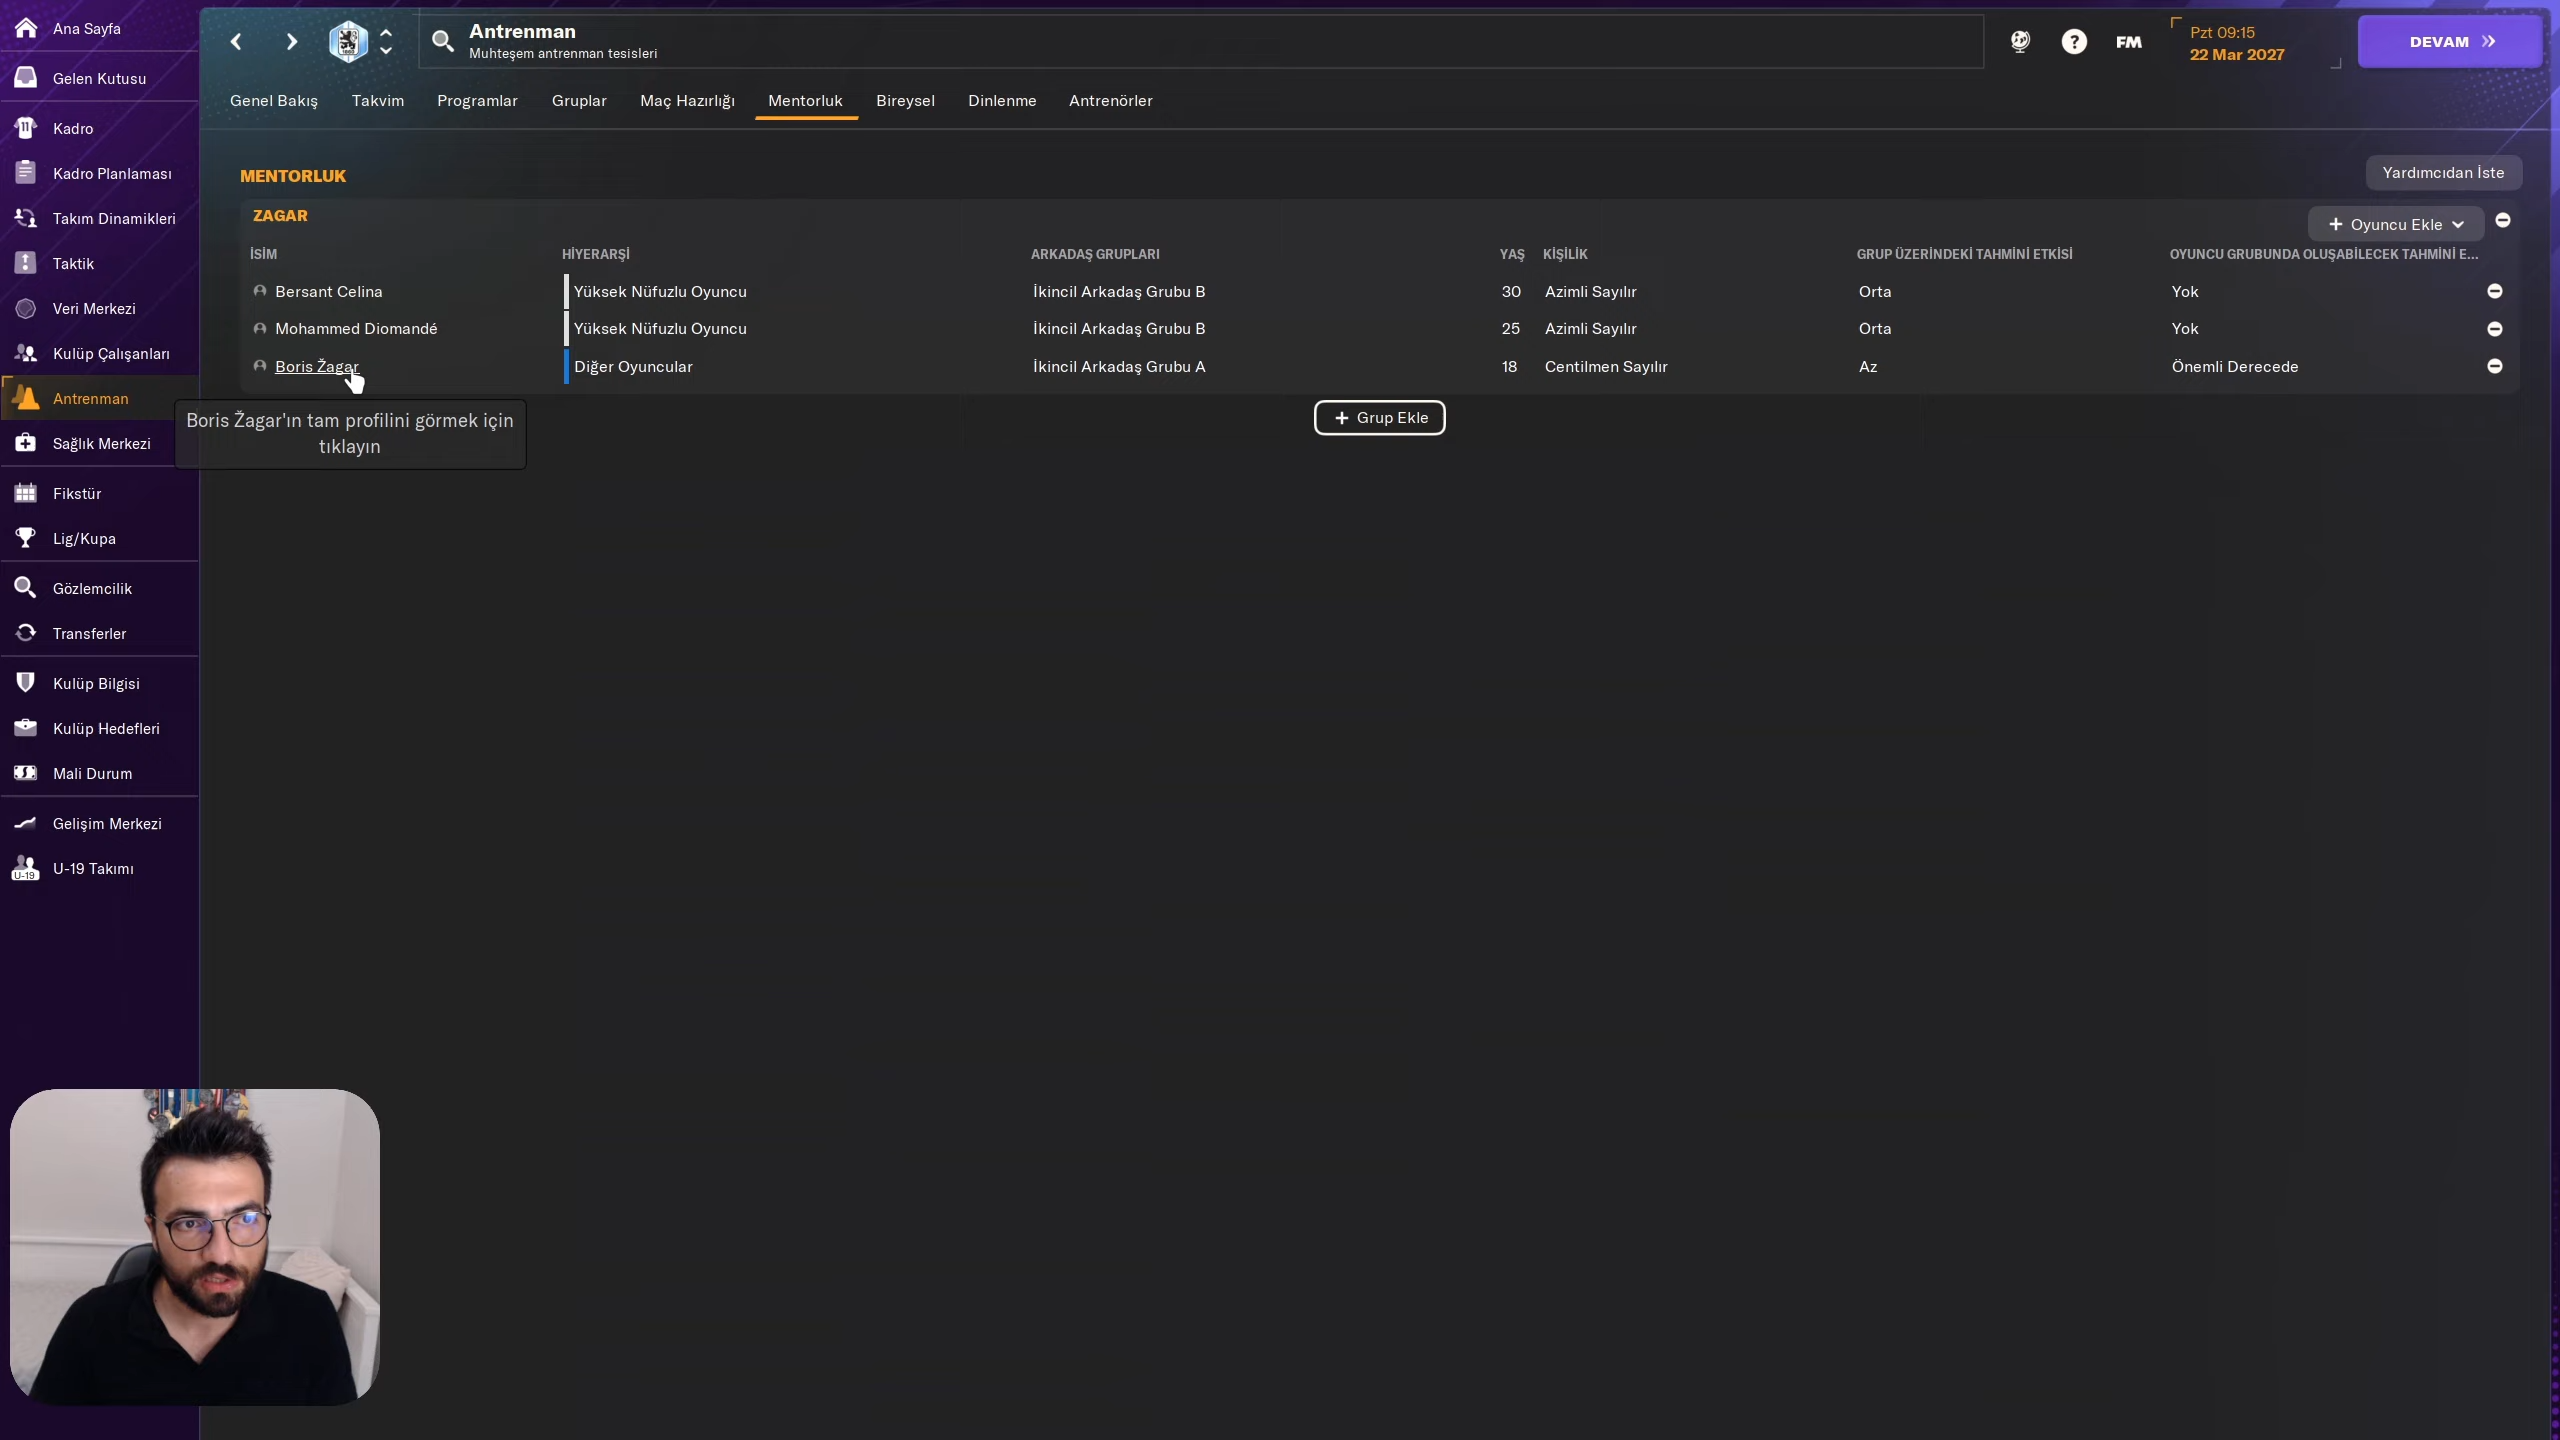 Ana Sayfa
Gelen Kutusu
Kadro
Kadro Planlaması
Takım Dinamikleri
Taktik
Veri Merkezi
Kulüp Çalışanları
Antrenman
Sağlık Merkezi
Fikstür
Lig/Kupa
Gözlemcilik
Transferler
Kulüp Bilgisi
Kulüp Hedefleri
Mali Durum
Gelişim Merkezi
U-19 Takımı
U-19
11
1860
Antrenman
Muhteşem antrenman tesisleri
?
FM
Pzt 09:15
22 Mar 2027
DEVAM
Genel Bakış Takvim Programlar Gruplar Maç Hazırlığı Mentorluk Bireysel Dinlenme Antrenörler
MENTORLUK
Yardımcıdan İste
ZAGAR
+ Oyuncu Ekle
İSİM HİYERARŞİ ARKADAŞ GRUPLARI YAŞ KİŞİLİK GRUP ÜZERİNDEKİ TAHMİNİ ETKİSİ OYUNCU GRUBUNDA OLUŞABİLECEK TAHMİNİ E...
Bersant Celina Yüksek Nüfuzlu Oyuncu İkincil Arkadaş Grubu B 30 Azimli Sayılır Orta Yok
Mohammed Diomandé Yüksek Nüfuzlu Oyuncu İkincil Arkadaş Grubu B 25 Azimli Sayılır Orta Yok
Boris Žagar Diğer Oyuncular İkincil Arkadaş Grubu A 18 Centilmen Sayılır Az Önemli Derecede
+ Grup Ekle
Boris Žagar'ın tam profilini görmek için
tıklayın